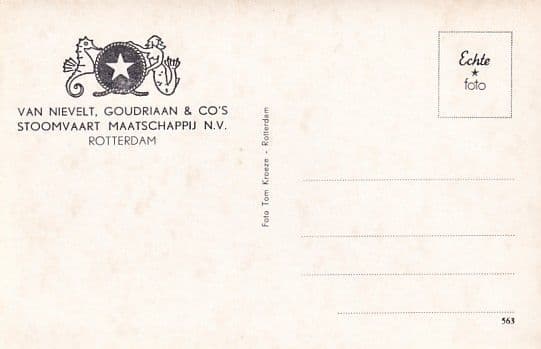 VAN NIEVELT, GOUDRIAAN & CO'S
STOOMVAART MAATSCHAPPIJ N.V.
ROTTERDAM
Foto Tom Kroeze - Rotterdam
Echte
foto
563